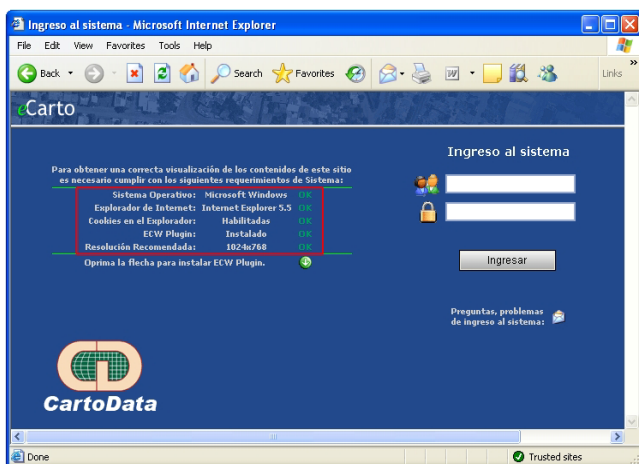 Ingreso al sistema - Microsoft Internet Explorer
File Edit View Favorites Tools Help
Back Search Favorites Links
eCarto
Ingreso al sistema
Para obtener una correcta visualización de los contenidos de este sitio
es necesario cumplir con los siguientes requerimientos de Sistema:
Sistema Operativo: Microsoft Windows OK
Explorador de Internet: Internet Explorer 5.5 OK
Cookies en el Explorador: Habilitadas OK
ECW Plugin: Instalado OK
Resolución Recomendada: 1024x768 OK
Oprima la flecha para instalar ECW Plugin.
Ingresar
Preguntas, problemas
de ingreso al sistema:
CartoData
Done Trusted sites